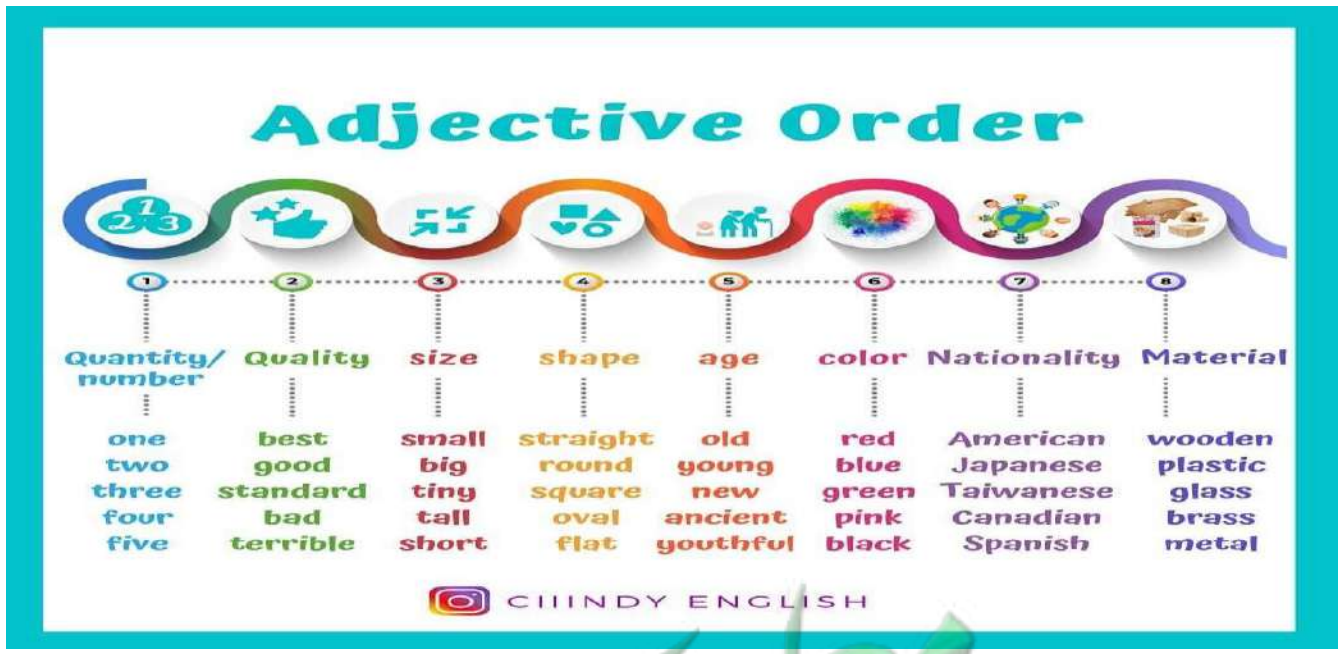 Adjective Order
1 2 3
1 2 3 4 5 6 7 8
Quantity/ Quality size shape age color Nationality Material
number
one best small straight old red American wooden
two good big round young blue Japanese plastic
three standard tiny square new green Taiwanese glass
four bad tall oval ancient pink Canadian brass
five terrible short flat youthful black Spanish metal
CIIINDY ENGLISH